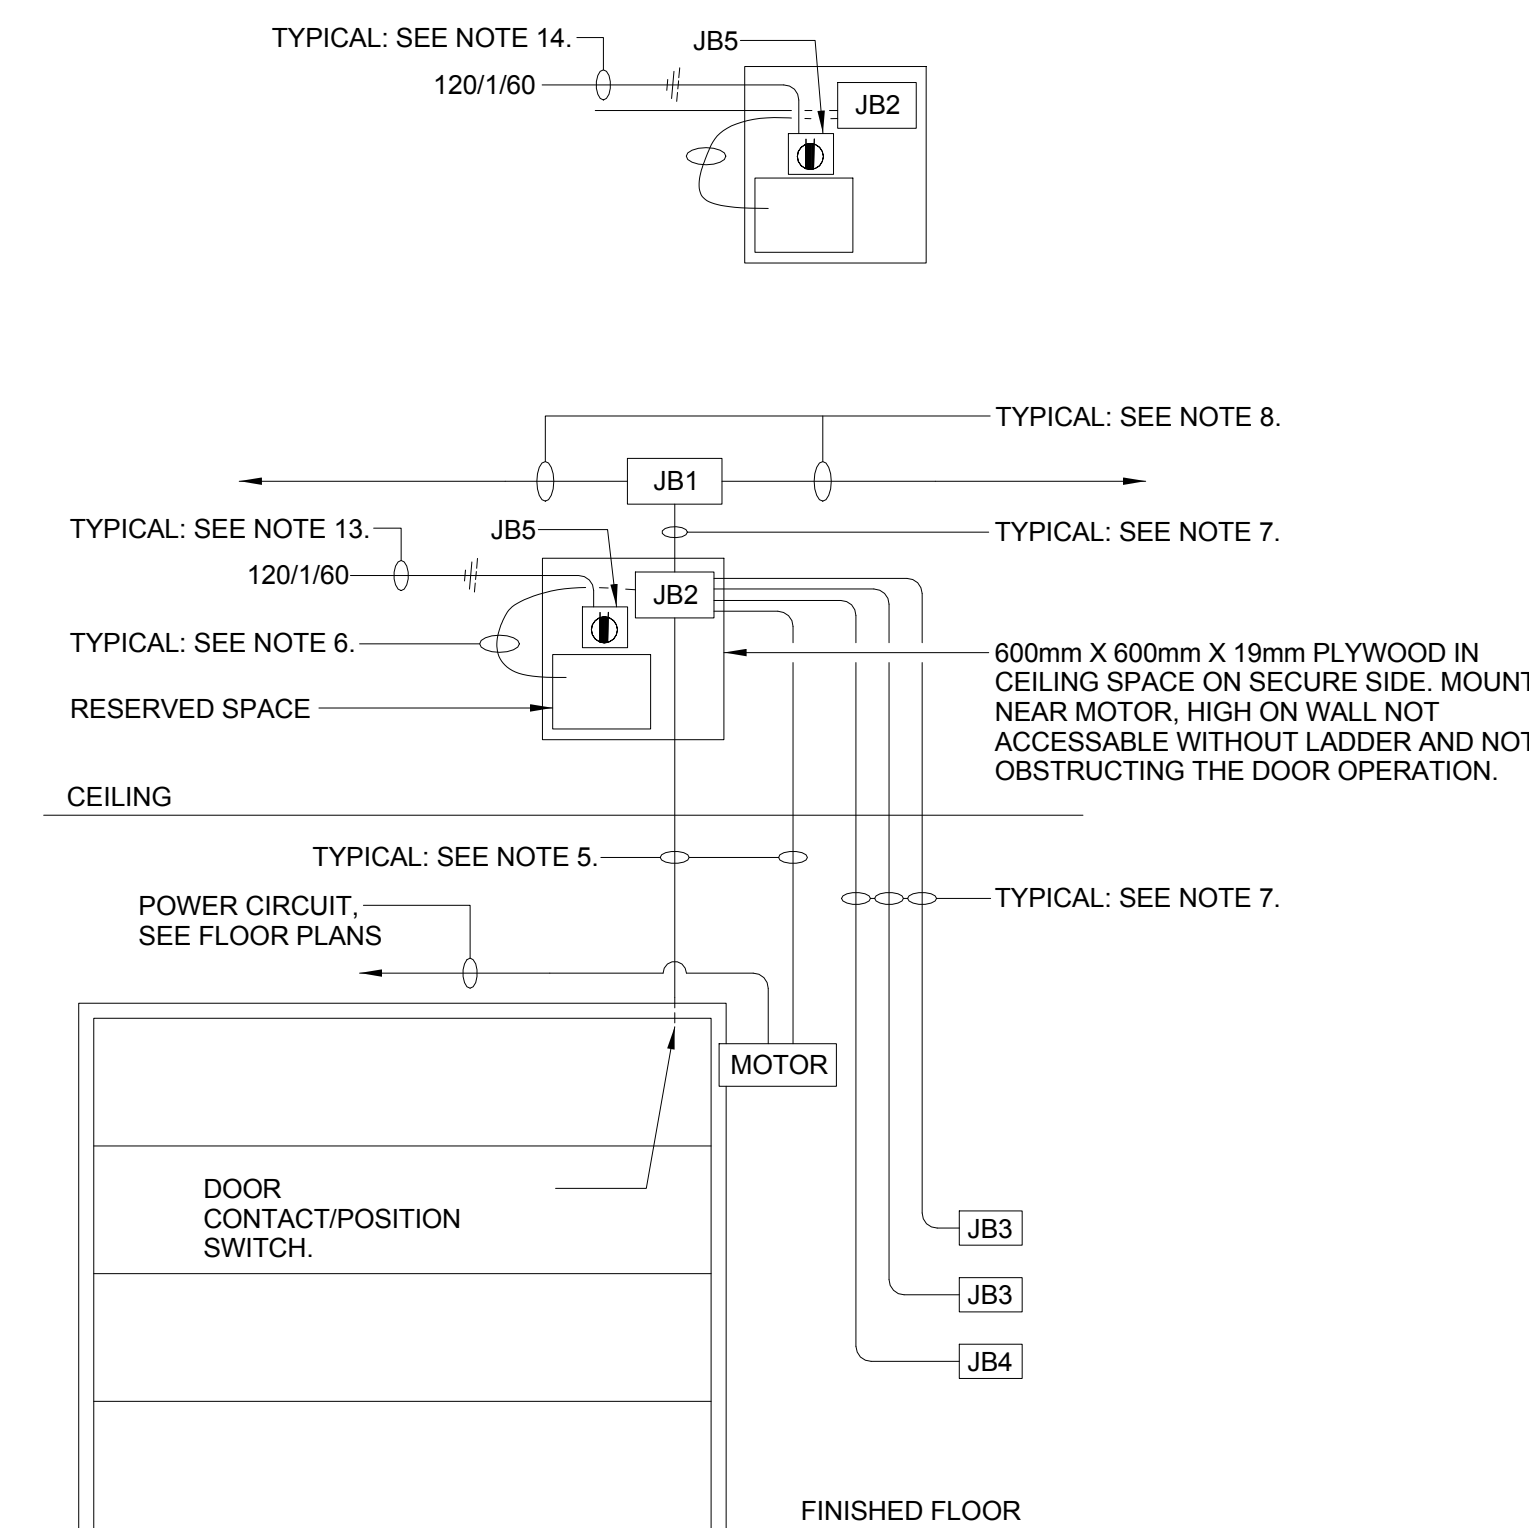 TYPICAL: SEE NOTE 14.
JB5
120/1/60
JB2
TYPICAL: SEE NOTE 8.
JB1
TYPICAL: SEE NOTE 13.
JB5
TYPICAL: SEE NOTE 7.
120/1/60
JB2
TYPICAL: SEE NOTE 6.
600mm X 600mm X 19mm PLYWOOD IN
CEILING SPACE ON SECURE SIDE. MOUNT
NEAR MOTOR, HIGH ON WALL NOT
ACCESSABLE WITHOUT LADDER AND NOT
OBSTRUCTING THE DOOR OPERATION.
RESERVED SPACE
CEILING
TYPICAL: SEE NOTE 5.
TYPICAL: SEE NOTE 7.
POWER CIRCUIT,
SEE FLOOR PLANS
MOTOR
DOOR
CONTACT/POSITION
SWITCH.
JB3
JB3
JB4
FINISHED FLOOR